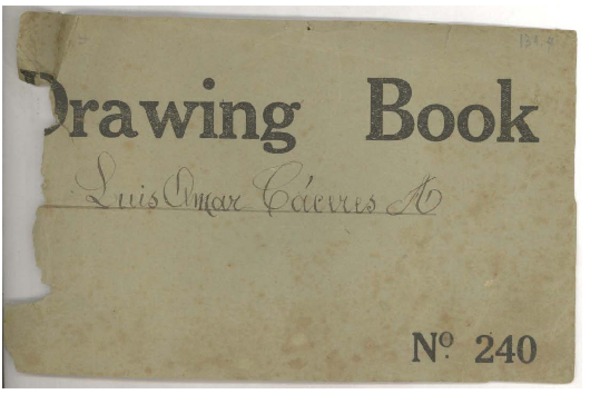 Drawing Book
Luis Omar Cáceres A
Nº 240